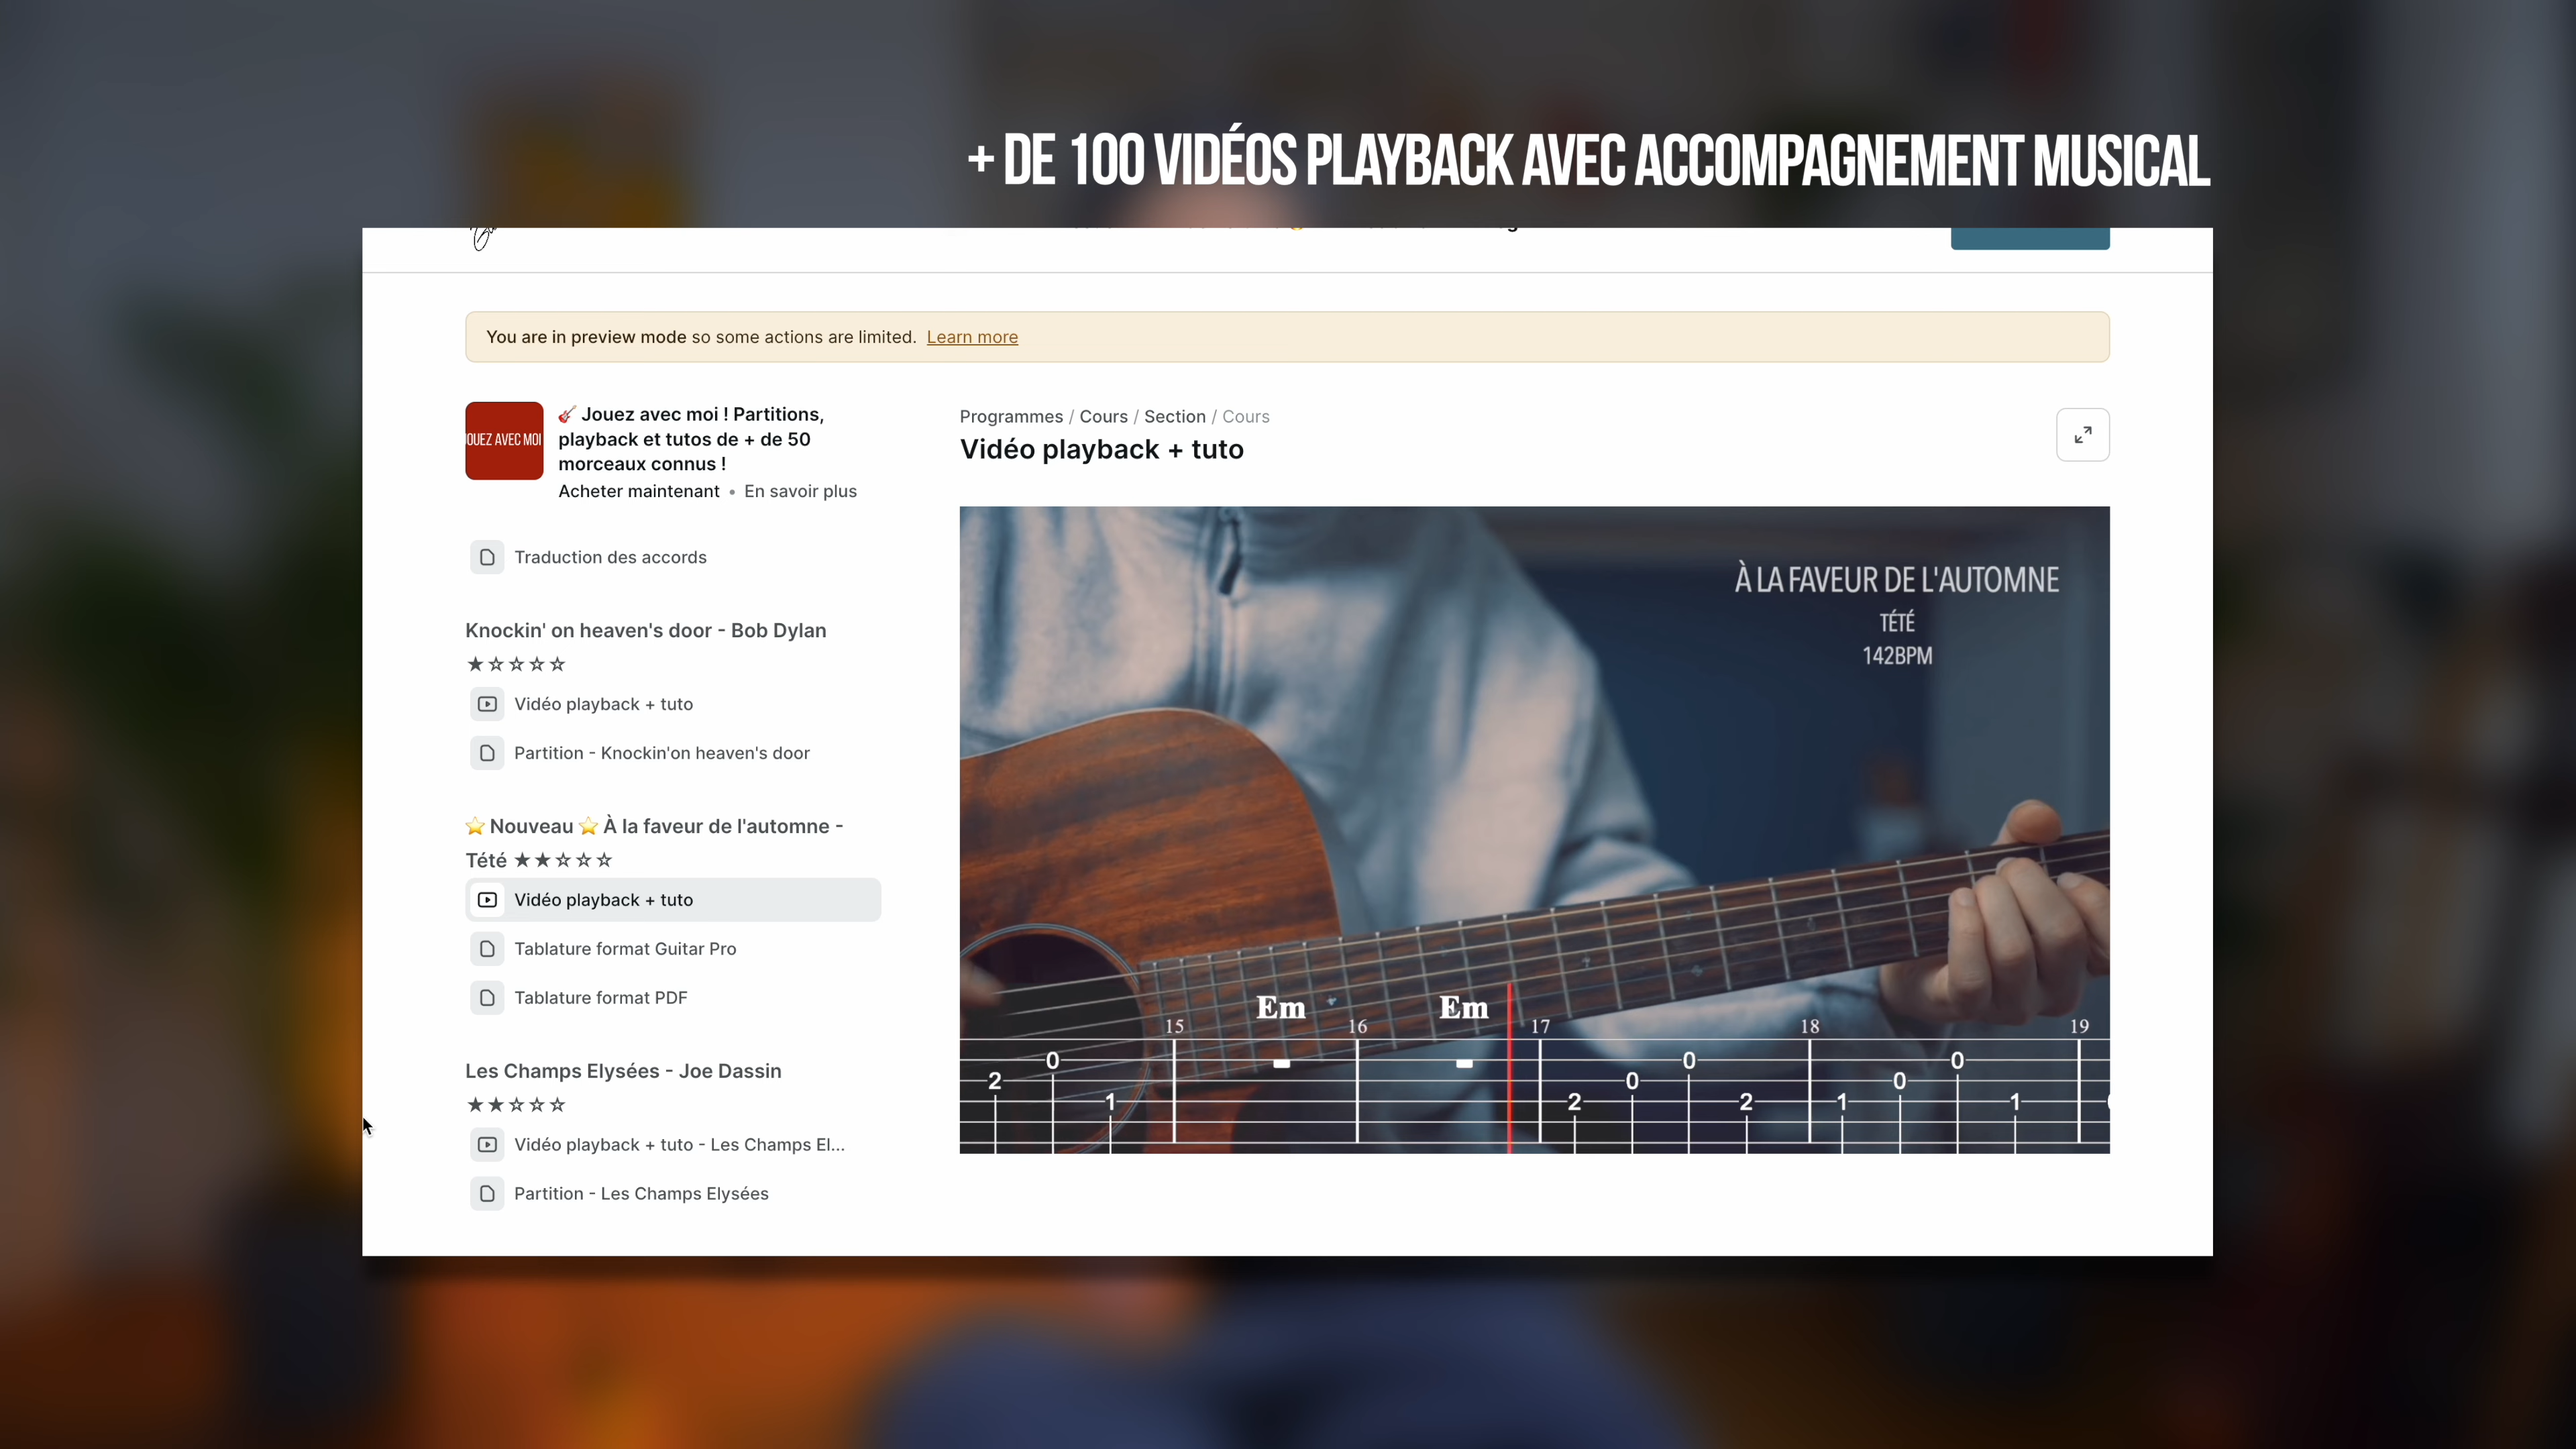 + DE 100 VIDÉOS PLAYBACK AVEC ACCOMPAGNEMENT MUSICAL
You are in preview mode so some actions are limited. Learn more
JOUEZ AVEC MOI
🎸 Jouez avec moi ! Partitions,
playback et tutos de + de 50
morceaux connus !
Acheter maintenant • En savoir plus
Traduction des accords
Knockin' on heaven's door - Bob Dylan
★☆☆☆☆
Vidéo playback + tuto
Partition - Knockin'on heaven's door
⭐ Nouveau ⭐ À la faveur de l'automne -
Tété ★★☆☆☆
Vidéo playback + tuto
Tablature format Guitar Pro
Tablature format PDF
Les Champs Elysées - Joe Dassin
★★☆☆☆
Vidéo playback + tuto - Les Champs El...
Partition - Les Champs Elysées
Programmes / Cours / Section / Cours
Vidéo playback + tuto
À LA FAVEUR DE L'AUTOMNE
TÉTÉ
142BPM
Em Em
15 16 17 18 19
0 0 0
2 0 0
1 2 2 1 1